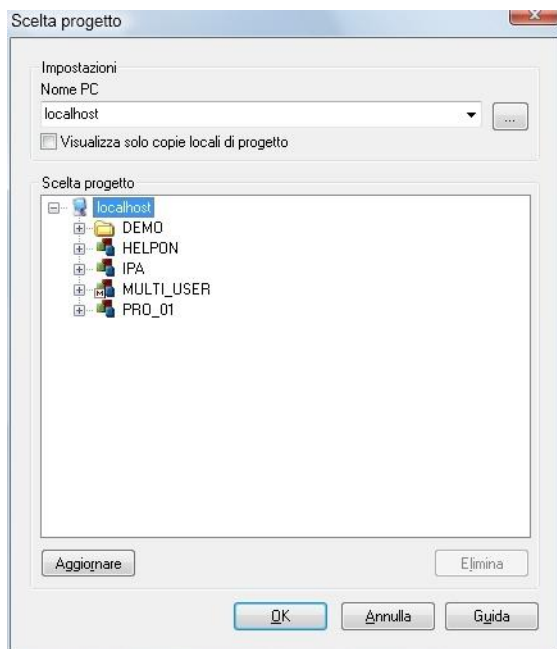 Scelta progetto
Impostazioni
Nome PC
localhost
...
Visualizza solo copie locali di progetto
Scelta progetto
localhost
DEMO
HELPON
IPA
M MULTI_USER
PRO_01
Aggiornare
Elimina
OK
Annulla
Guida